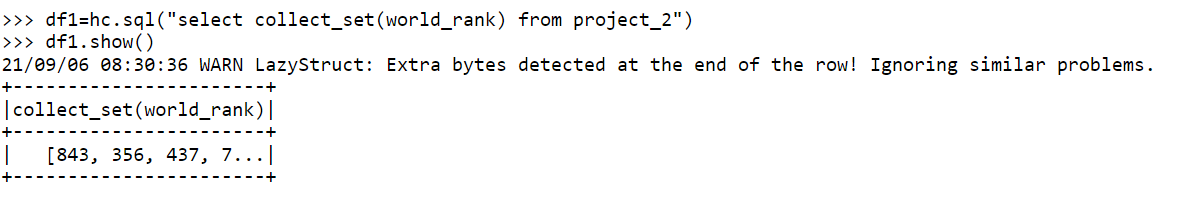 >>> df1=hc.sql("select collect_set(world_rank) from project_2")
>>> df1.show()
21/09/06 08:30:36 WARN LazyStruct: Extra bytes detected at the end of the row! Ignoring similar problems.
+-----------------------+
|collect_set(world_rank)|
+-----------------------+
|   [843, 356, 437, 7...|
+-----------------------+